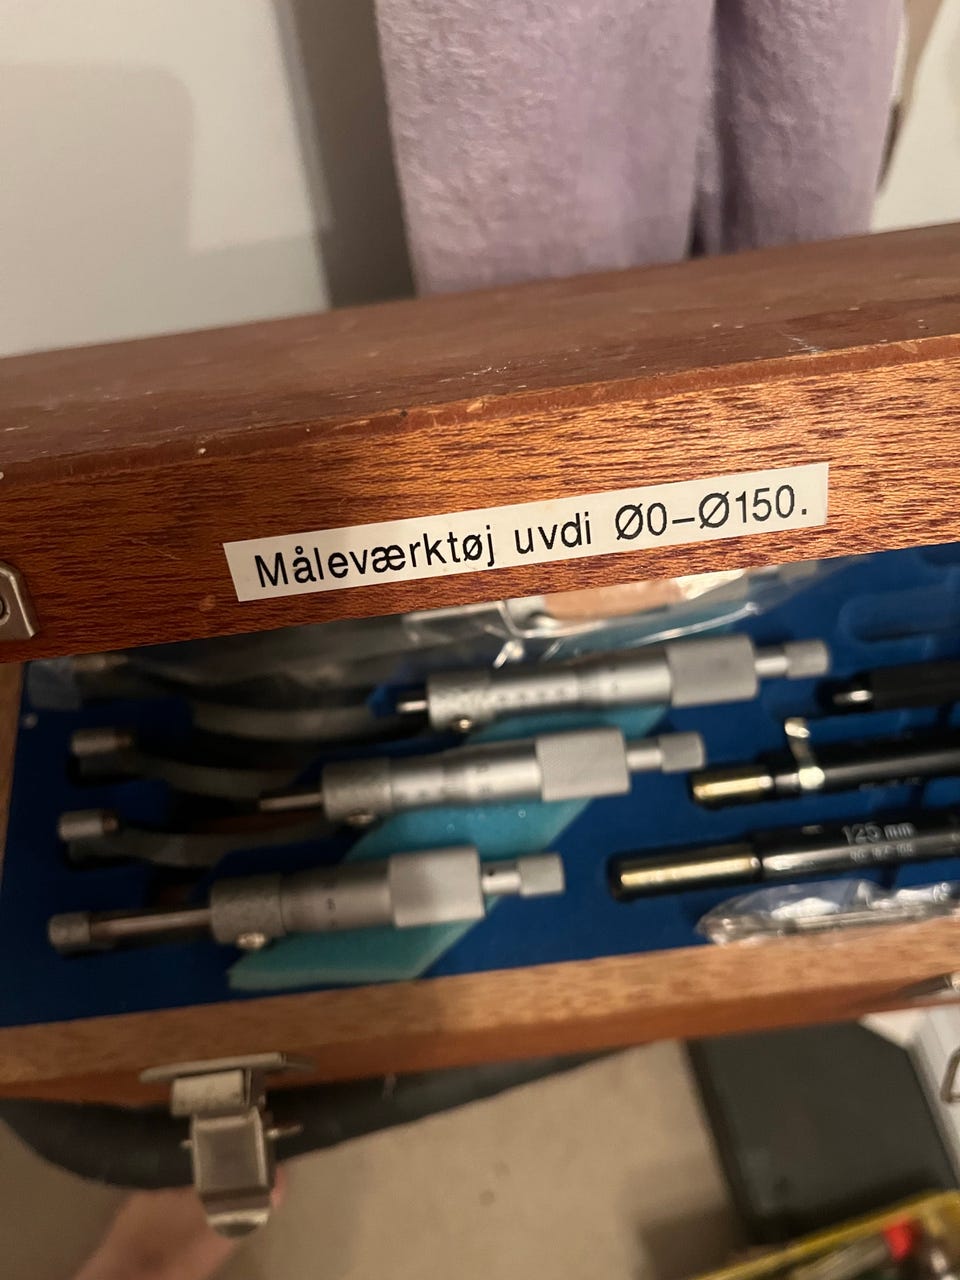 Måleværktøj uvdi Ø0-Ø150.
125 mm